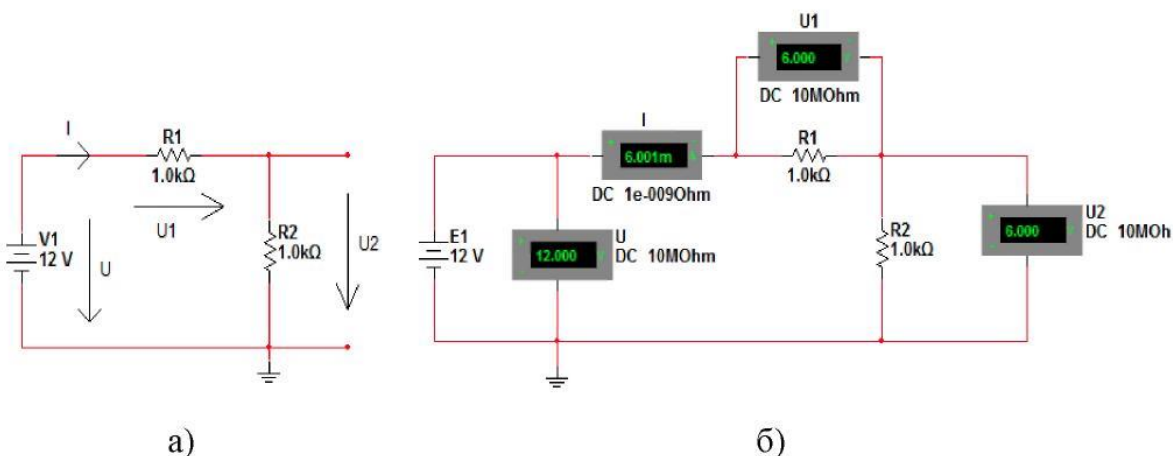 I
R1
1.0kΩ
U1
V1
12 V
U
R2
1.0kΩ
U2
а)
U1
6.000
DC 10MOhm
I
6.001m
DC 1e-009Ohm
R1
1.0kΩ
E1
12 V
12.000
U
DC 10MOhm
R2
1.0kΩ
6.000
U2
DC 10MOh
б)